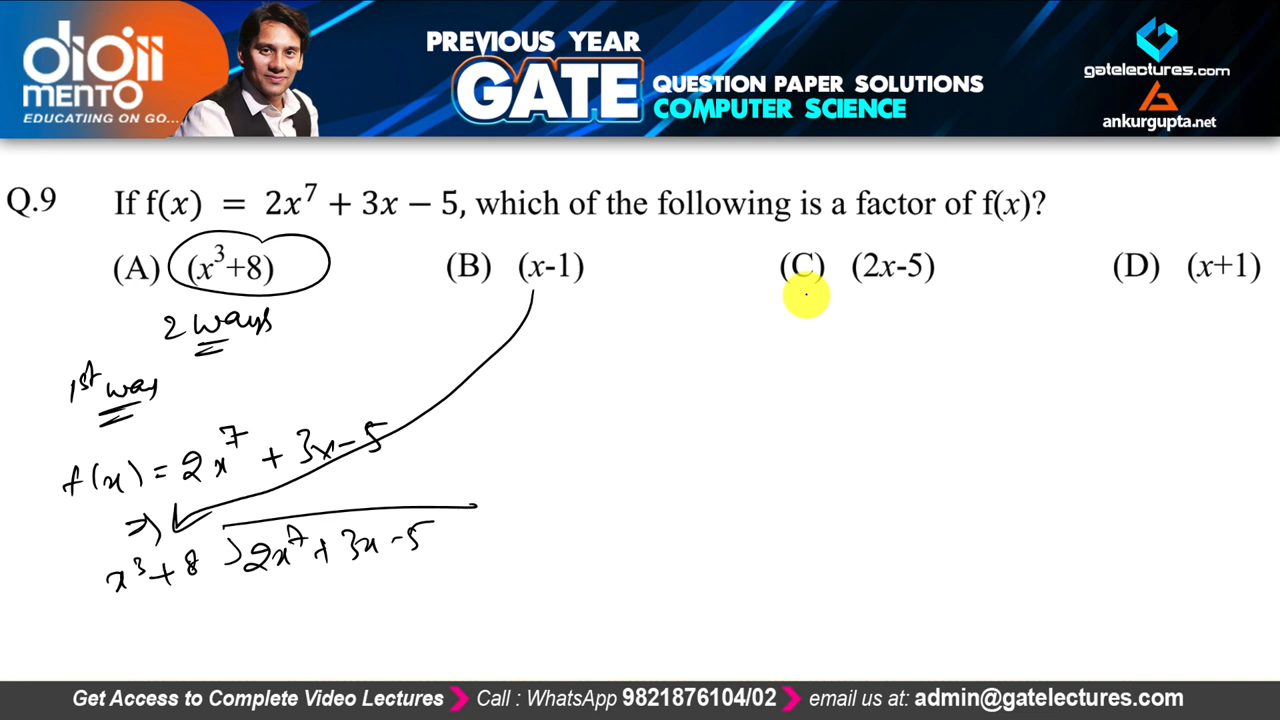 digii
MENTO
EDUCATIING ON GO...
PREVIOUS YEAR
GATE
QUESTION PAPER SOLUTIONS
COMPUTER SCIENCE
gatelectures.com
ankurgupta.net
Q.9 If f(x) = 2x⁷ + 3x − 5, which of the following is a factor of f(x)?
(A) (x³+8) (B) (x-1) (C) (2x-5) (D) (x+1)
2 ways
1st way
f(x) = 2x⁷ + 3x − 5
⇒
x³ + 8 ) 2x⁷ + 3x − 5
Get Access to Complete Video Lectures Call : WhatsApp 9821876104/02 email us at: admin@gatelectures.com